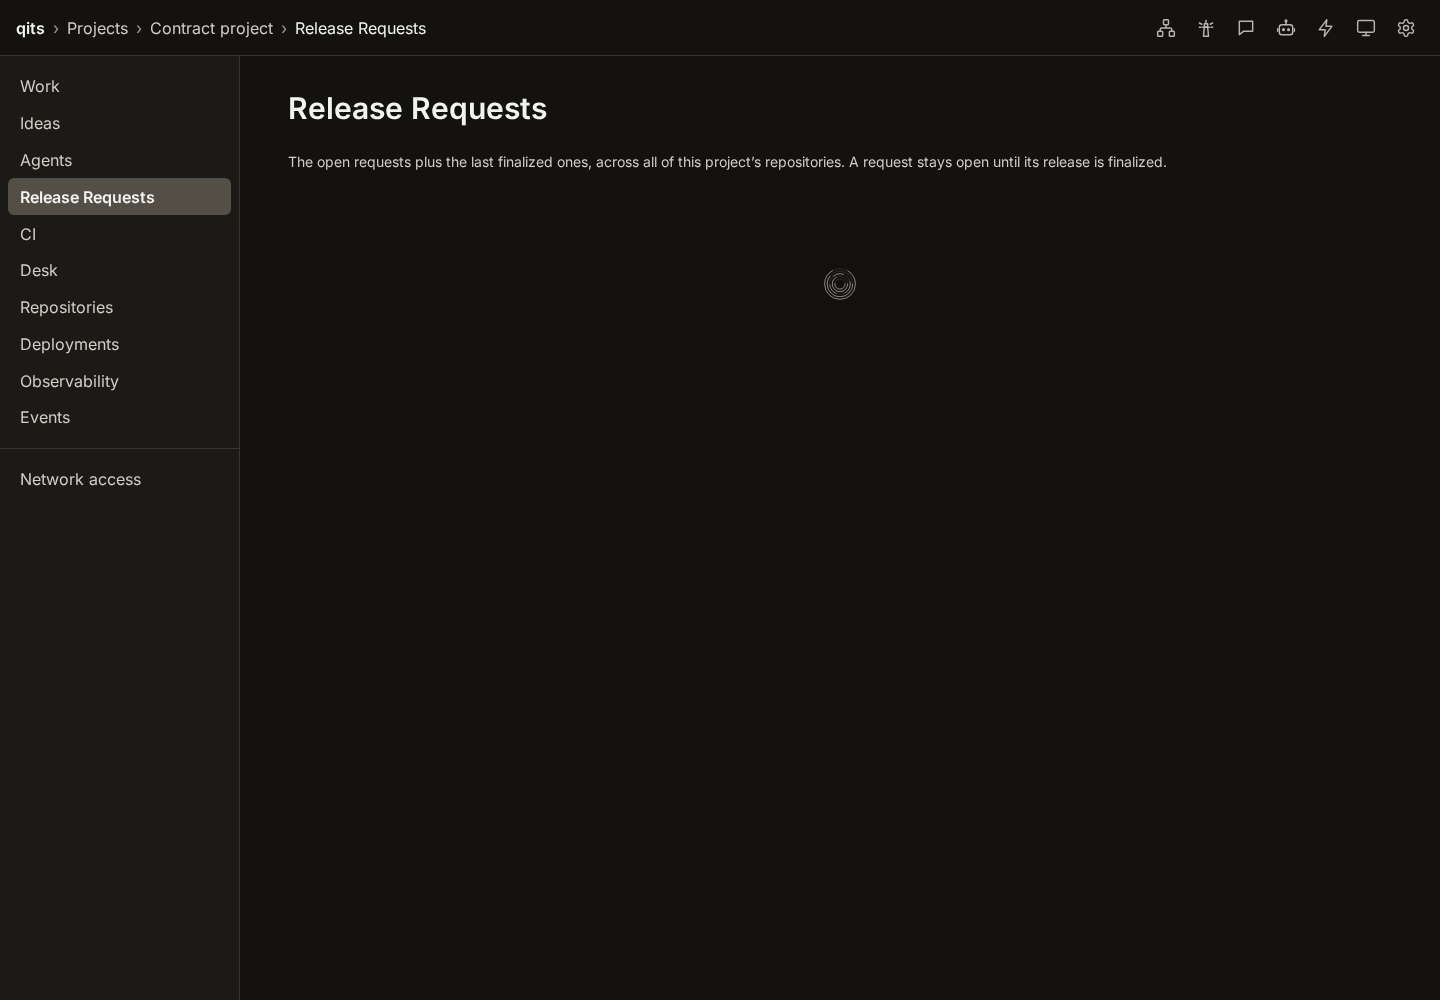 qits › Projects › Contract project › Release Requests
Work
Ideas
Agents
Release Requests
CI
Desk
Repositories
Deployments
Observability
Events
Network access
Release Requests
The open requests plus the last finalized ones, across all of this project’s repositories. A request stays open until its release is finalized.